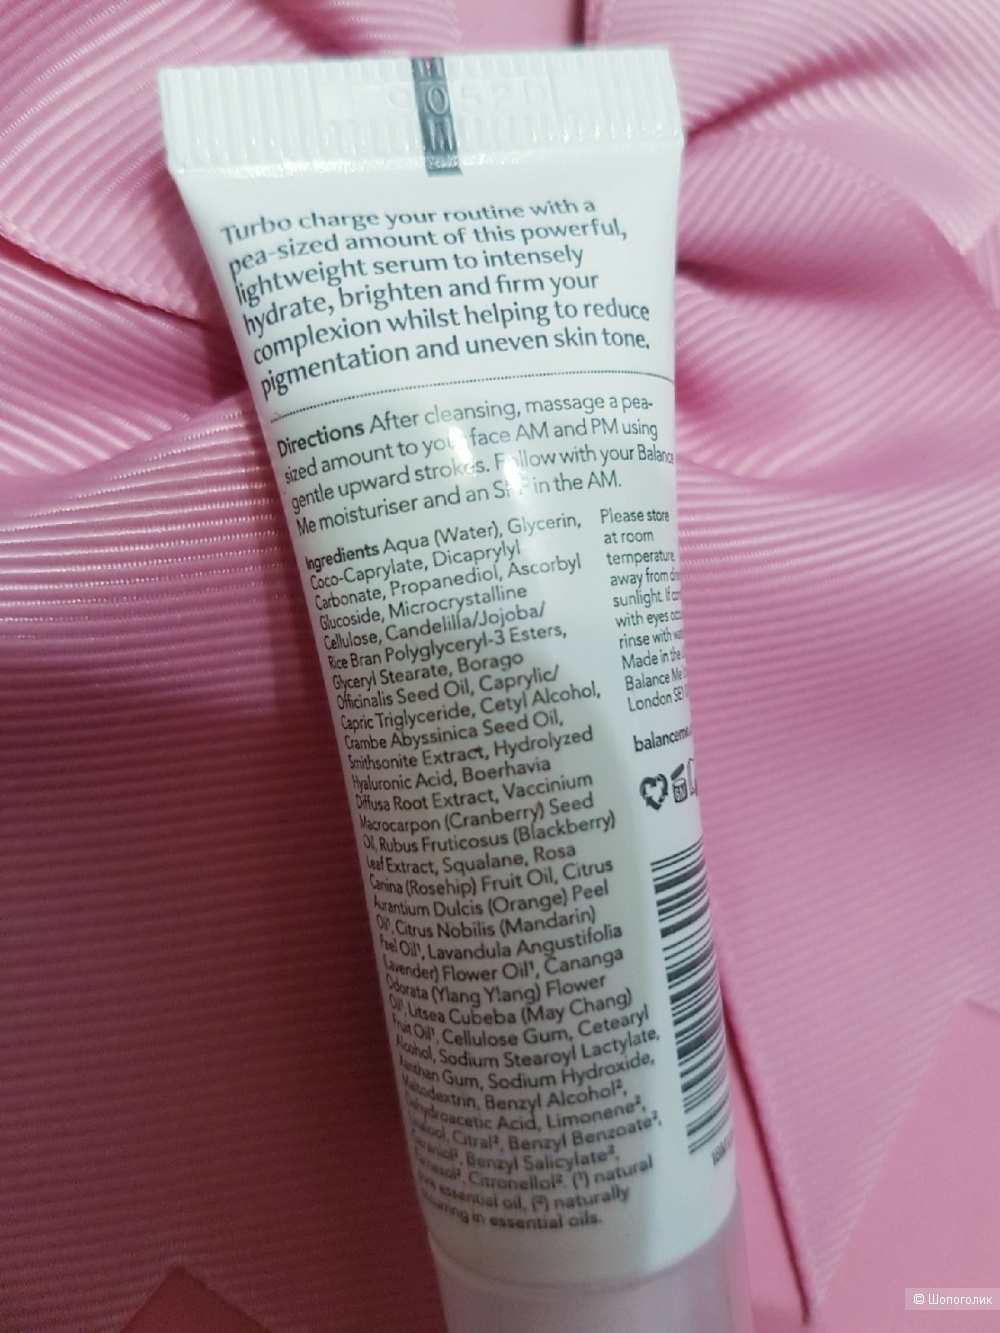 Turbo charge your routine with a
pea-sized amount of this powerful,
lightweight serum to intensely
hydrate, brighten and firm your
complexion whilst helping to reduce
pigmentation and uneven skin tone.
Directions After cleansing, massage a pea-
sized amount to your face AM and PM using
gentle upward strokes. Follow with your Balance
Me moisturiser and an SPF in the AM.
Ingredients Aqua (Water), Glycerin,
Coco-Caprylate, Dicaprylyl
Carbonate, Propanediol, Ascorbyl
Glucoside, Microcrystalline
Cellulose, Candelilla/Jojoba/
Rice Bran Polyglyceryl-3 Esters,
Glyceryl Stearate, Borago
Officinalis Seed Oil, Caprylic/
Capric Triglyceride, Cetyl Alcohol,
Crambe Abyssinica Seed Oil,
Smithsonite Extract, Hydrolyzed
Hyaluronic Acid, Boerhavia
Diffusa Root Extract, Vaccinium
Macrocarpon (Cranberry) Seed
Oil, Rubus Fruticosus (Blackberry)
Leaf Extract, Squalane, Rosa
Canina (Rosehip) Fruit Oil, Citrus
Aurantium Dulcis (Orange) Peel
Oil¹, Citrus Nobilis (Mandarin)
Peel Oil¹, Lavandula Angustifolia
(Lavender) Flower Oil¹, Cananga
Odorata (Ylang Ylang) Flower
Oil¹, Litsea Cubeba (May Chang)
Fruit Oil¹, Cellulose Gum, Cetearyl
Alcohol, Sodium Stearoyl Lactylate,
Xanthan Gum, Sodium Hydroxide,
Maltodextrin, Benzyl Alcohol²,
Dehydroacetic Acid, Limonene²,
Linalool, Citral², Benzyl Benzoate²,
Geraniol², Benzyl Salicylate²,
Farnesol², Citronellol². (¹) natural
pure essential oil, (²) naturally
occurring in essential oils.
Please store
at room
temperature,
away from
sunlight. If
with eyes
rinse with
Made in the
Balance Me
London SE1
balanceme.
6M
© Шопоголик